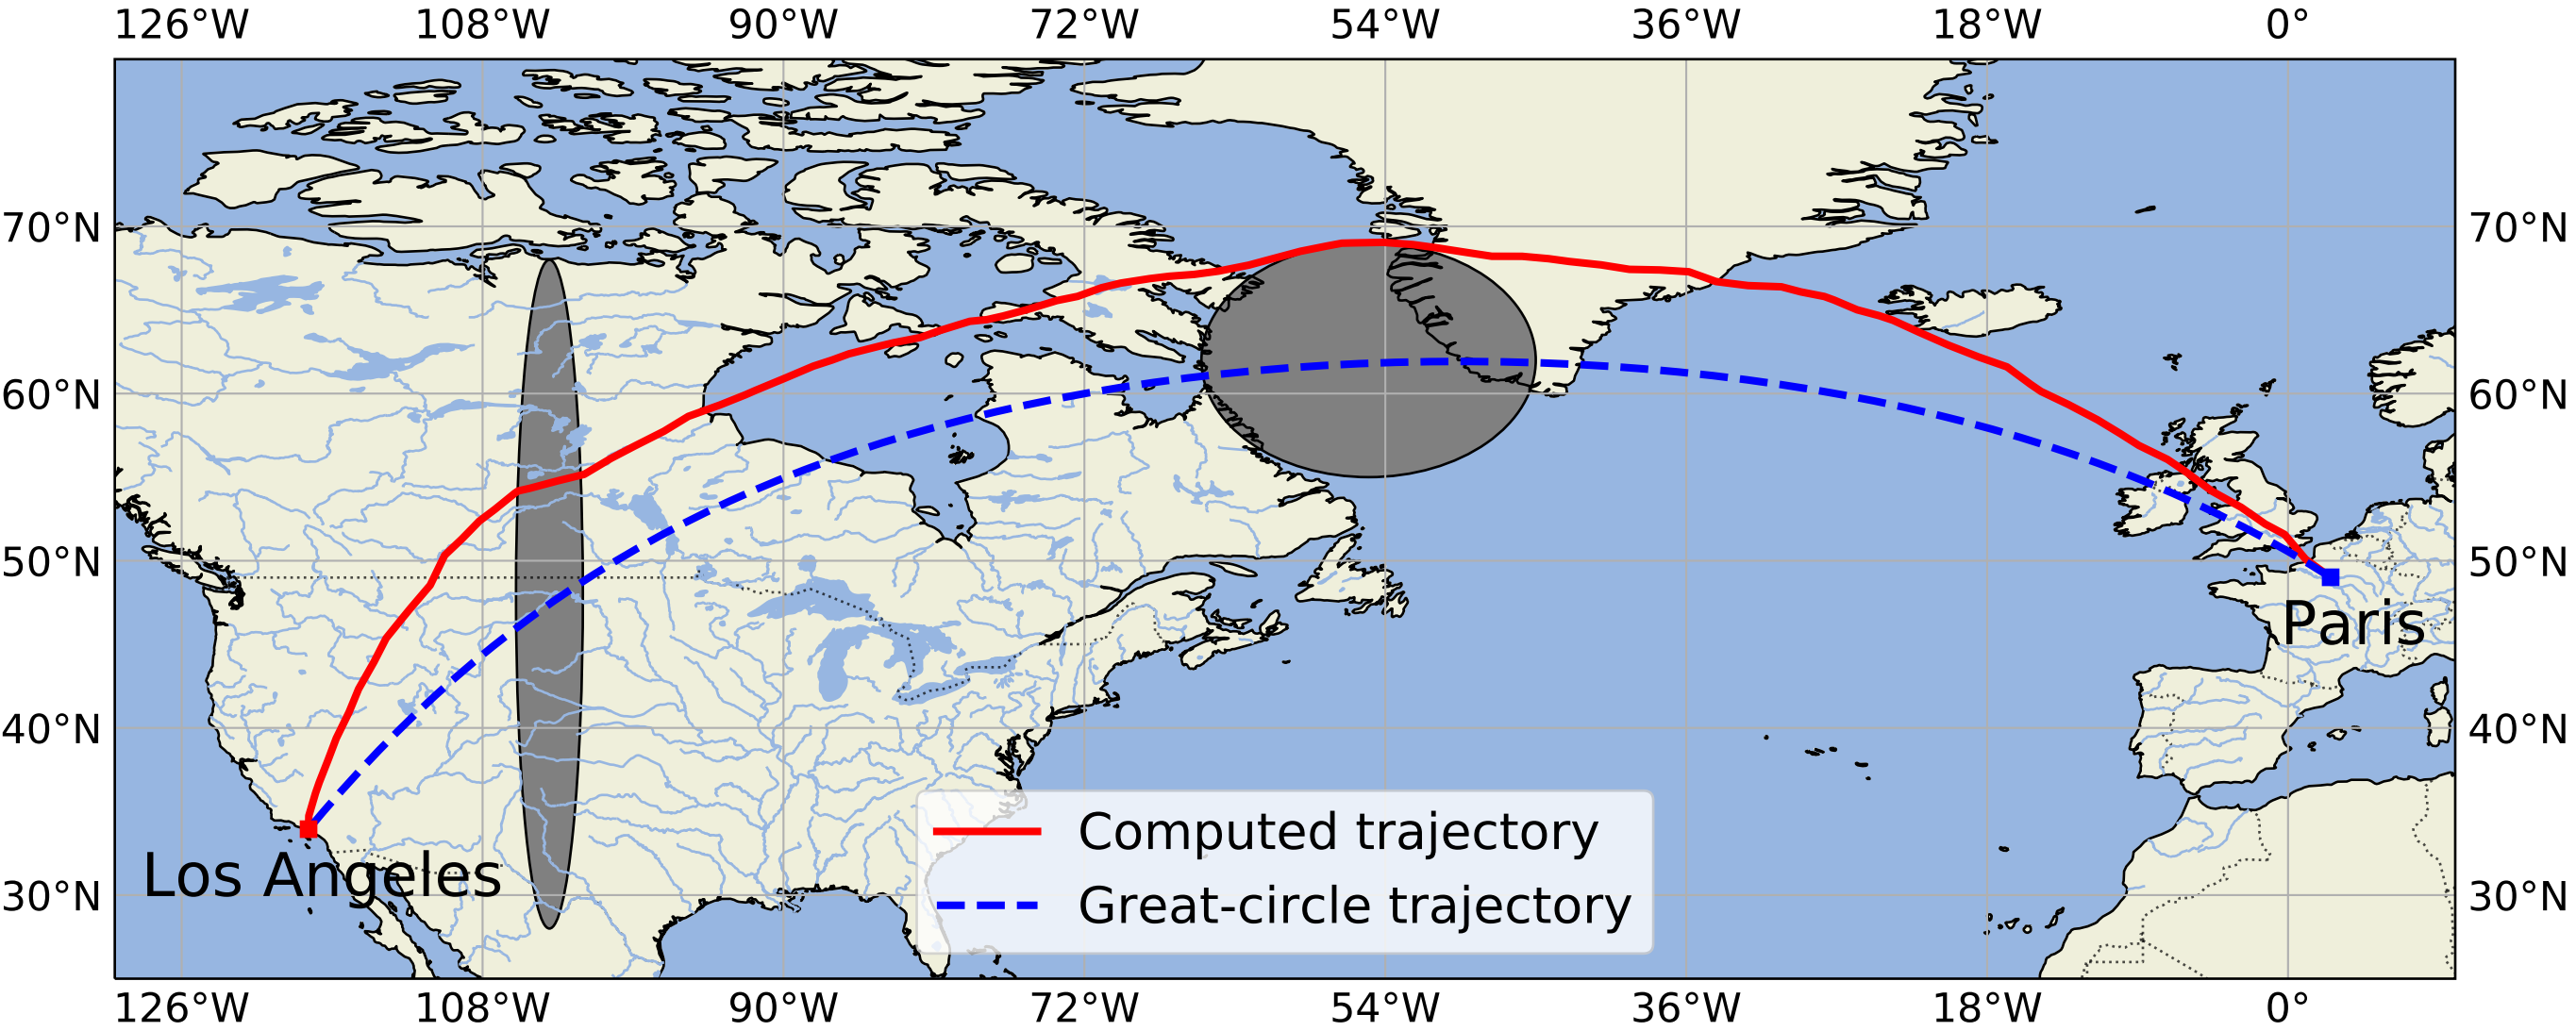 126°W 108°W 90°W 72°W 54°W 36°W 18°W 0°
70°N 70°N
60°N 60°N
50°N 50°N
Paris
40°N 40°N
Computed trajectory
Los Angeles
30°N 30°N
Great-circle trajectory
126°W 108°W 90°W 72°W 54°W 36°W 18°W 0°